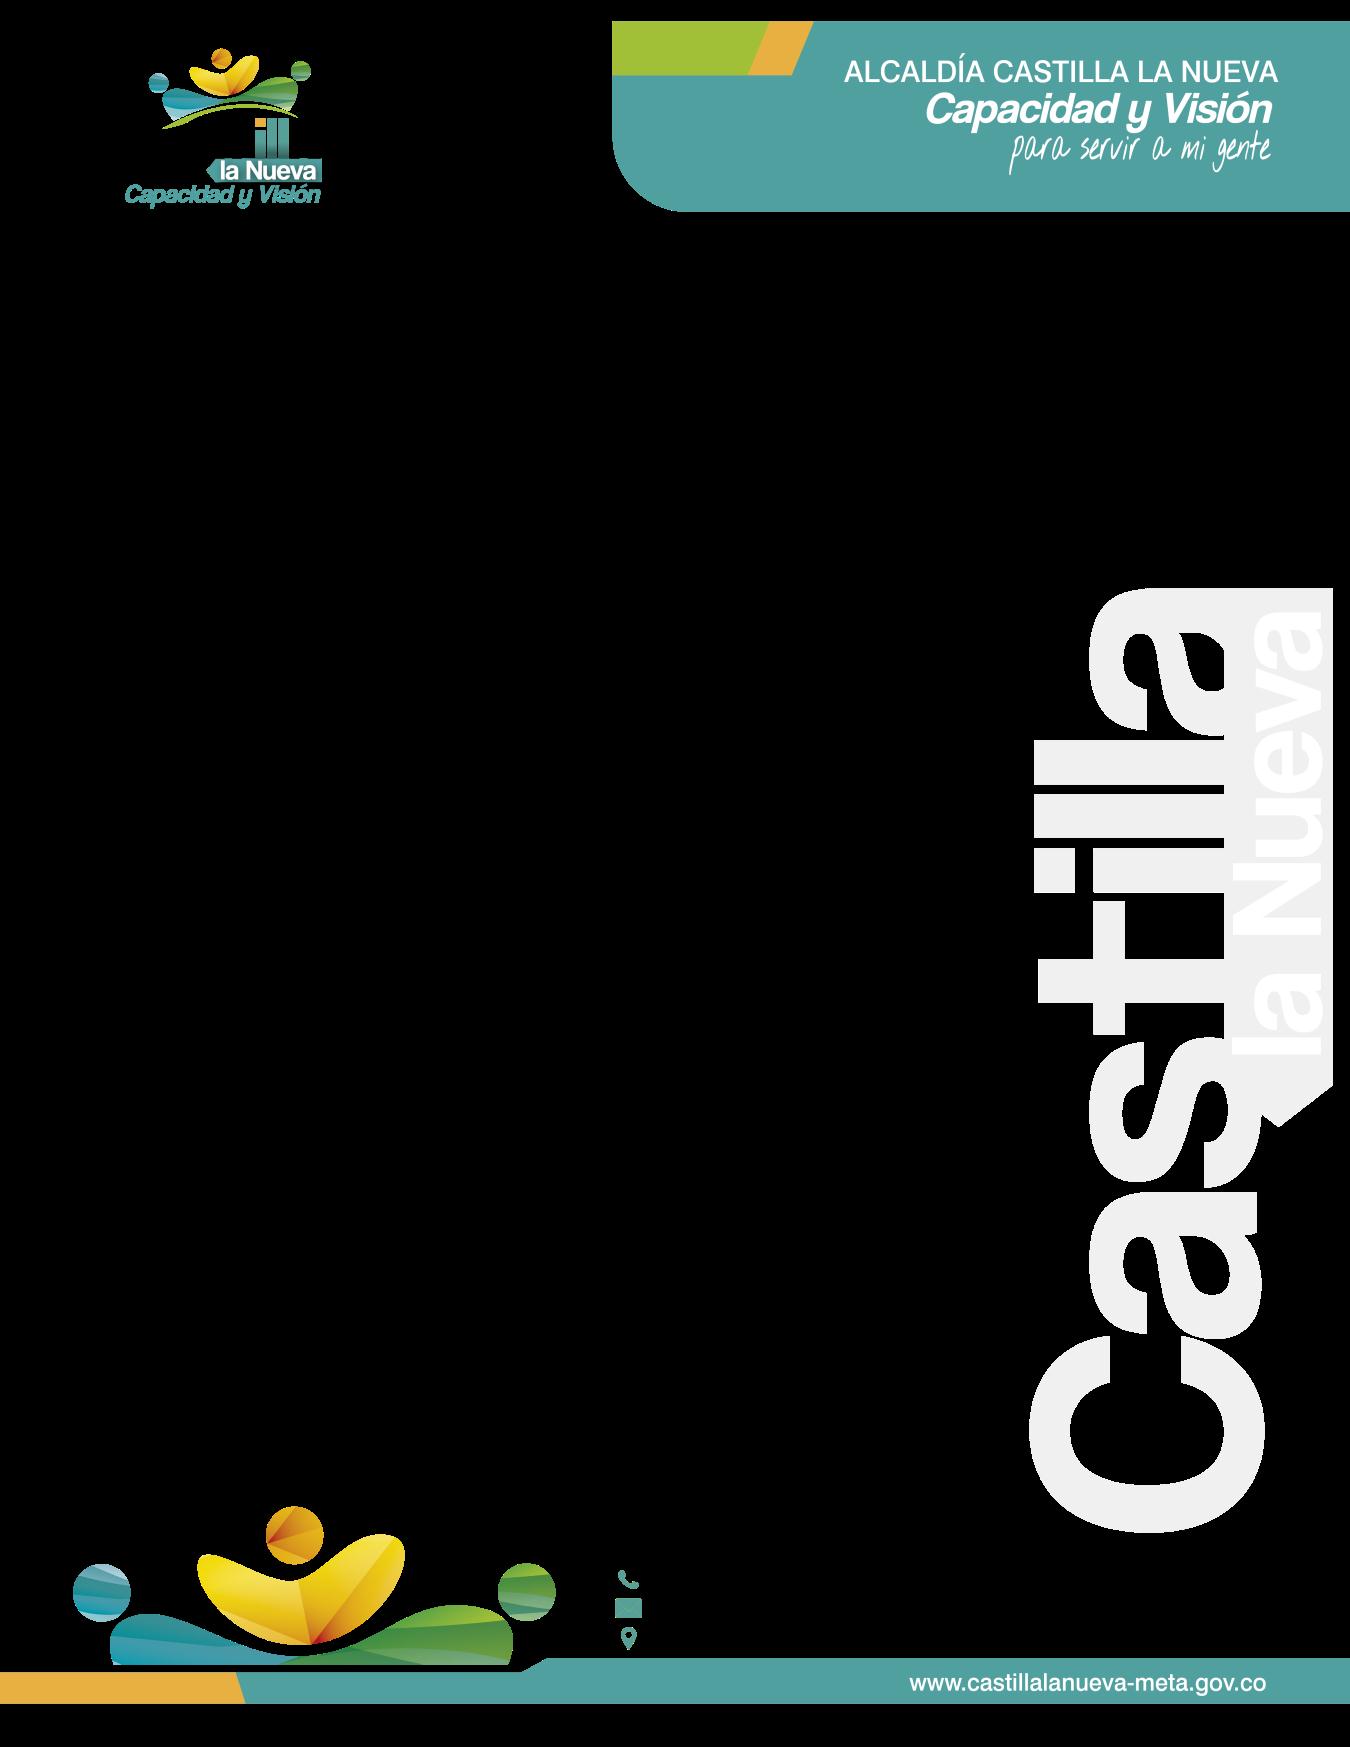 ALCALDÍA CASTILLA LA NUEVA
Capacidad y Visión
para servir a mi gente
ill
la Nueva
Capacidad y Visión
Castilla
la Nueva
www.castillalanueva-meta.gov.co